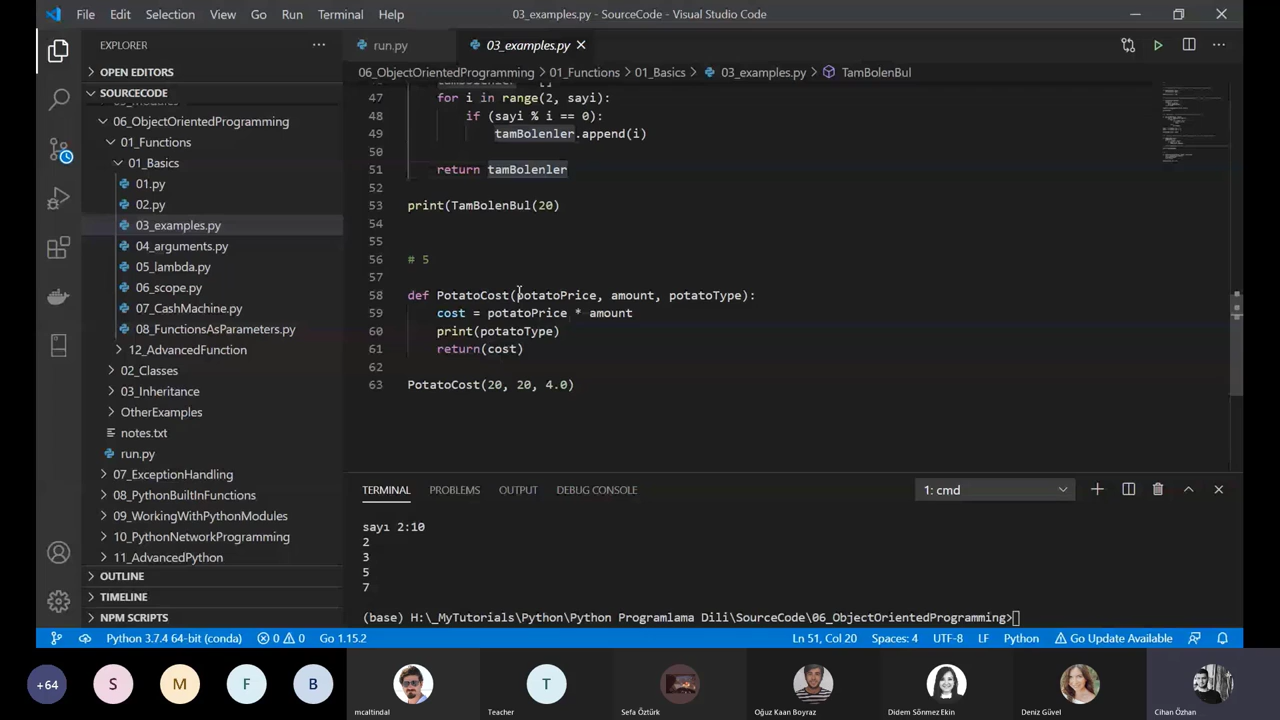 File Edit Selection View Go Run Terminal Help
03_examples.py - SourceCode - Visual Studio Code
EXPLORER
run.py
03_examples.py
OPEN EDITORS
SOURCECODE
06_ObjectOrientedProgramming
01_Functions
01_Basics
01.py
02.py
03_examples.py
04_arguments.py
05_lambda.py
06_scope.py
07_CashMachine.py
08_FunctionsAsParameters.py
12_AdvancedFunction
02_Classes
03_Inheritance
OtherExamples
notes.txt
run.py
07_ExceptionHandling
08_PythonBuiltInFunctions
09_WorkingWithPythonModules
10_PythonNetworkProgramming
11_AdvancedPython
OUTLINE
TIMELINE
NPM SCRIPTS
06_ObjectOrientedProgramming > 01_Functions > 01_Basics > 03_examples.py > TamBolenBul
47 for i in range(2, sayi):
48 if (sayi % i == 0):
49 tamBolenler.append(i)
50
51 return tamBolenler
52
53 print(TamBolenBul(20)
54
55
56 # 5
57
58 def PotatoCost(potatoPrice, amount, potatoType):
59 cost = potatoPrice * amount
60 print(potatoType)
61 return(cost)
62
63 PotatoCost(20, 20, 4.0)
TERMINAL PROBLEMS OUTPUT DEBUG CONSOLE
1: cmd
sayı 2:10
2
3
5
7
(base) H:\_MyTutorials\Python\Python Programlama Dili\SourceCode\06_ObjectOrientedProgramming>
Python 3.7.4 64-bit (conda) 0 0 Go 1.15.2
Ln 51, Col 20 Spaces: 4 UTF-8 LF Python Go Update Available
+64 S M F B T
mcaltindal Teacher Sefa Öztürk Oğuz Kaan Boyraz Didem Sönmez Ekin Deniz Güvel Cihan Özhan